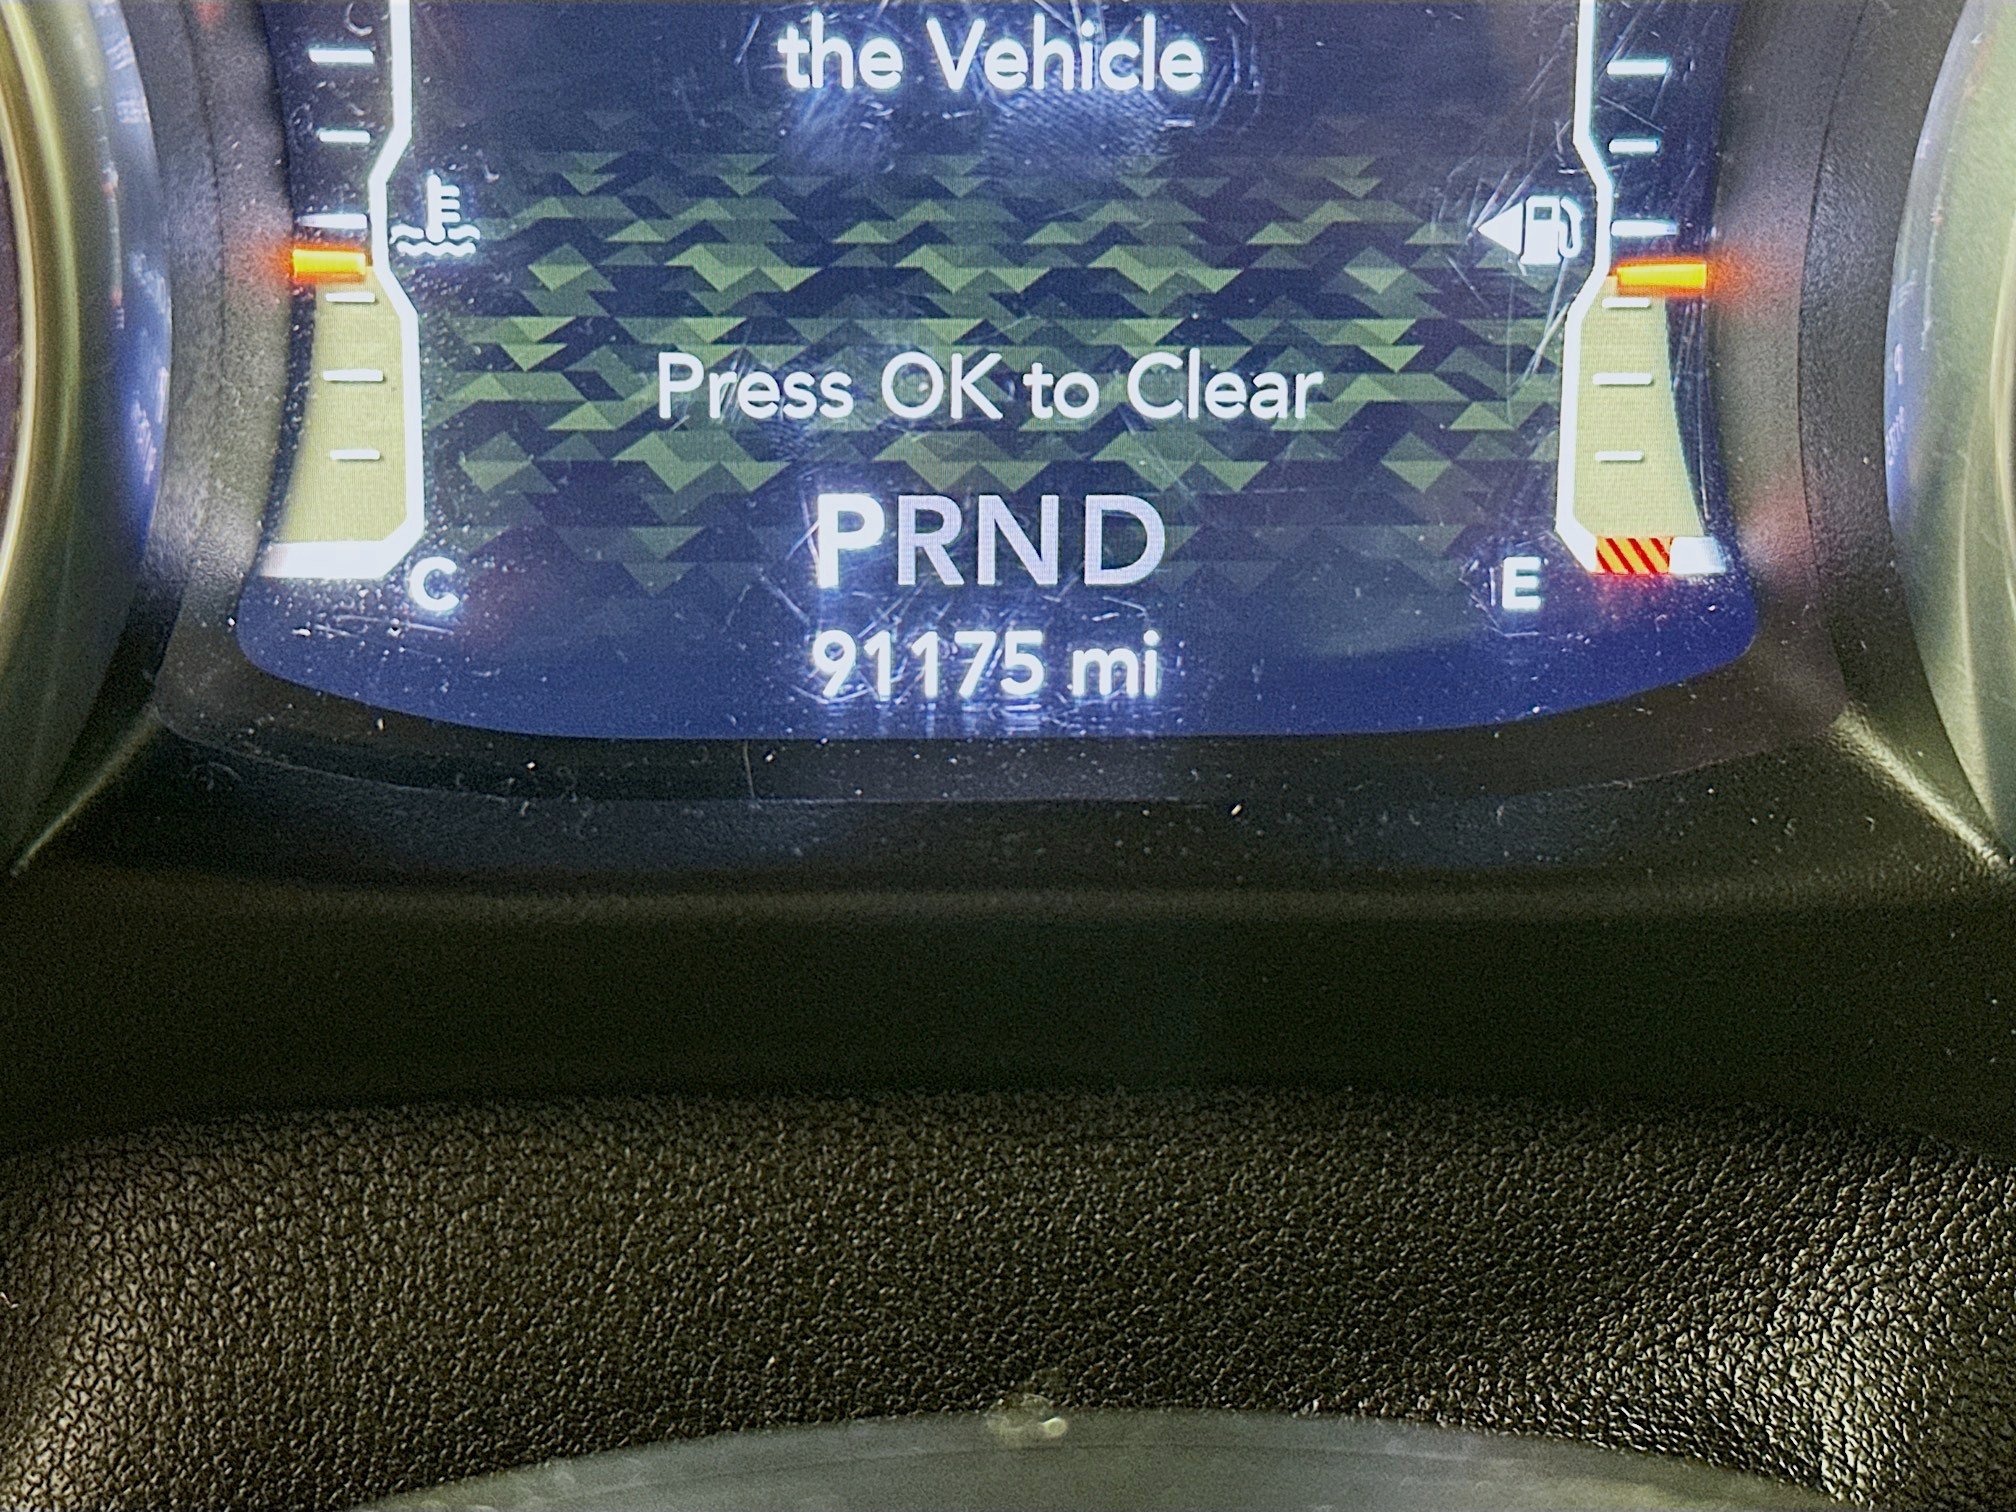 the Vehicle
Press OK to Clear
PRND
C
E
91175 mi